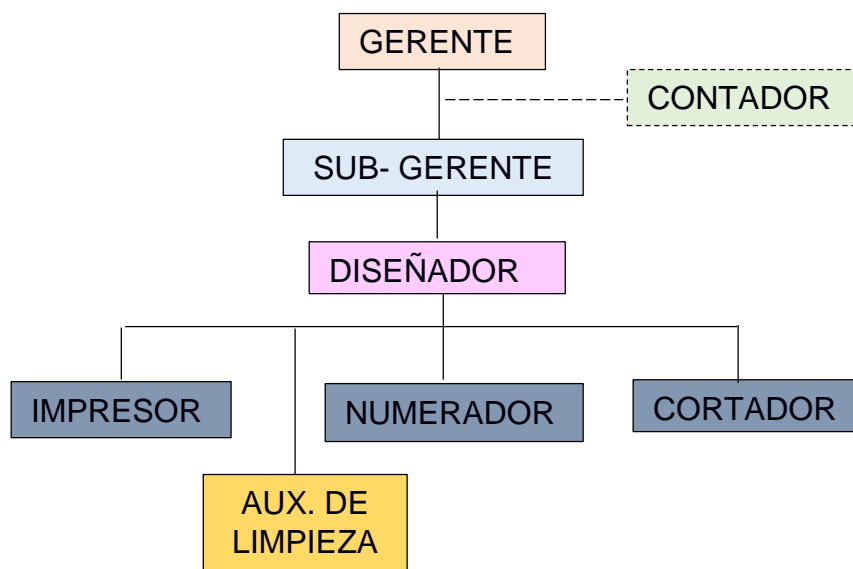 GERENTE
CONTADOR
SUB- GERENTE
DISEÑADOR
IMPRESOR
NUMERADOR
CORTADOR
AUX. DE
LIMPIEZA